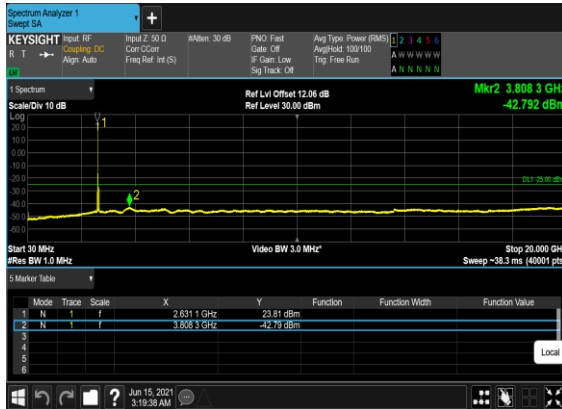 Spectrum Analyzer 1
Swept SA
+
KEYSIGHT Input: RF Input Z: 50 Ω #Atten: 30 dB PNO: Fast Avg Type: Power (RMS) 1 2 3 4 5 6
R T Coupling: DC Corr CCorr Gate: Off Avg|Hold: 100/100 A W W W W W
Align: Auto Freq Ref: Int (S) IF Gain: Low Trig: Free Run
Sig Track: Off A N N N N N
1 Spectrum Ref Lvl Offset 12.06 dB Mkr2 3.808 3 GHz
Scale/Div 10 dB Ref Level 30.00 dBm -42.792 dBm
Log
1
20.0
10.0
0.00
-10.0
-20.0 DL1 -25.00 dBm
-30.0
2
-40.0
-50.0
-60.0
Start 30 MHz Video BW 3.0 MHz* Stop 20.000 GHz
#Res BW 1.0 MHz Sweep ~38.3 ms (40001 pts)
5 Marker Table
Mode Trace Scale X Y Function Function Width Function Value
1 N 1 f 2.631 1 GHz 23.81 dBm
2 N 1 f 3.808 3 GHz -42.79 dBm
3
4
5
6
Local
? Jun 15, 2021
3:19:38 AM